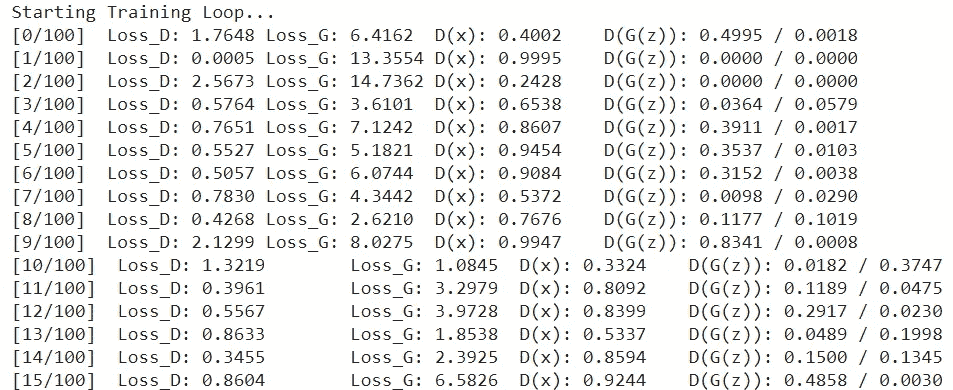 Starting Training Loop...
[0/100] Loss_D: 1.7648 Loss_G: 6.4162 D(x): 0.4002 D(G(z)): 0.4995 / 0.0018
[1/100] Loss_D: 0.0005 Loss_G: 13.3554 D(x): 0.9995 D(G(z)): 0.0000 / 0.0000
[2/100] Loss_D: 2.5673 Loss_G: 14.7362 D(x): 0.2428 D(G(z)): 0.0000 / 0.0000
[3/100] Loss_D: 0.5764 Loss_G: 3.6101 D(x): 0.6538 D(G(z)): 0.0364 / 0.0579
[4/100] Loss_D: 0.7651 Loss_G: 7.1242 D(x): 0.8607 D(G(z)): 0.3911 / 0.0017
[5/100] Loss_D: 0.5527 Loss_G: 5.1821 D(x): 0.9454 D(G(z)): 0.3537 / 0.0103
[6/100] Loss_D: 0.5057 Loss_G: 6.0744 D(x): 0.9084 D(G(z)): 0.3152 / 0.0038
[7/100] Loss_D: 0.7830 Loss_G: 4.3442 D(x): 0.5372 D(G(z)): 0.0098 / 0.0290
[8/100] Loss_D: 0.4268 Loss_G: 2.6210 D(x): 0.7676 D(G(z)): 0.1177 / 0.1019
[9/100] Loss_D: 2.1299 Loss_G: 8.0275 D(x): 0.9947 D(G(z)): 0.8341 / 0.0008
[10/100] Loss_D: 1.3219 Loss_G: 1.0845 D(x): 0.3324 D(G(z)): 0.0182 / 0.3747
[11/100] Loss_D: 0.3961 Loss_G: 3.2979 D(x): 0.8092 D(G(z)): 0.1189 / 0.0475
[12/100] Loss_D: 0.5567 Loss_G: 3.9728 D(x): 0.8399 D(G(z)): 0.2917 / 0.0230
[13/100] Loss_D: 0.8633 Loss_G: 1.8538 D(x): 0.5337 D(G(z)): 0.0489 / 0.1998
[14/100] Loss_D: 0.3455 Loss_G: 2.3925 D(x): 0.8594 D(G(z)): 0.1500 / 0.1345
[15/100] Loss_D: 0.8604 Loss_G: 6.5826 D(x): 0.9244 D(G(z)): 0.4858 / 0.0030